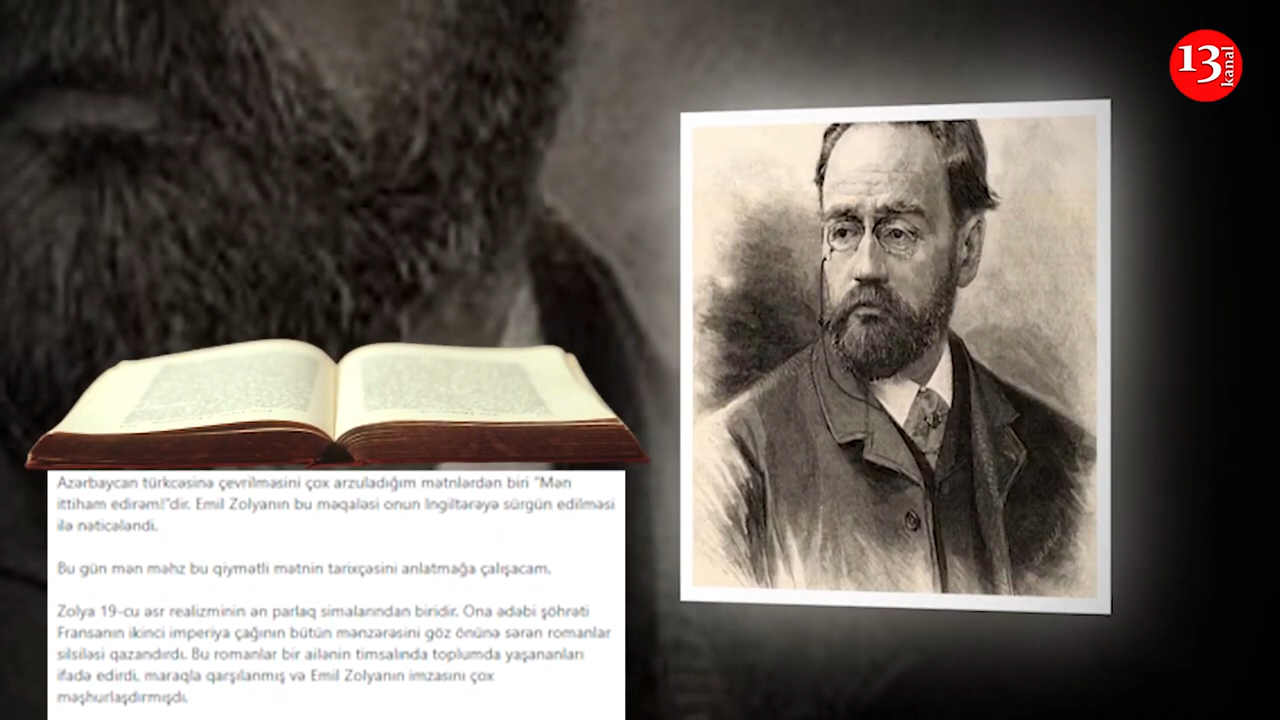 13
kanal
Azərbaycan türkcəsinə çevrilməsini çox arzuladığım mətnlərdən biri "Mən
ittiham edirəm!"dir. Emil Zolyanın bu məqaləsi onun Ingiltərəyə sürgün edilməsi
ilə nəticələndi.
Bu gün mən məhz bu qiymətli mətnin tarixçəsini anlatmağa çalışacam.
Zolya 19-cu əsr realizminin ən parlaq simalarından biridir. Ona ədəbi şöhrəti
Fransanın ikinci imperiya çağının bütün mənzərəsini göz önünə sərən romanlar
silsiləsi qazandırdı. Bu romanlar bir ailənin timsalında toplumda yaşananları
ifadə edirdi, maraqla qarşılanmış və Emil Zolyanın imzasını çox
məşhurlaşdırmışdı.